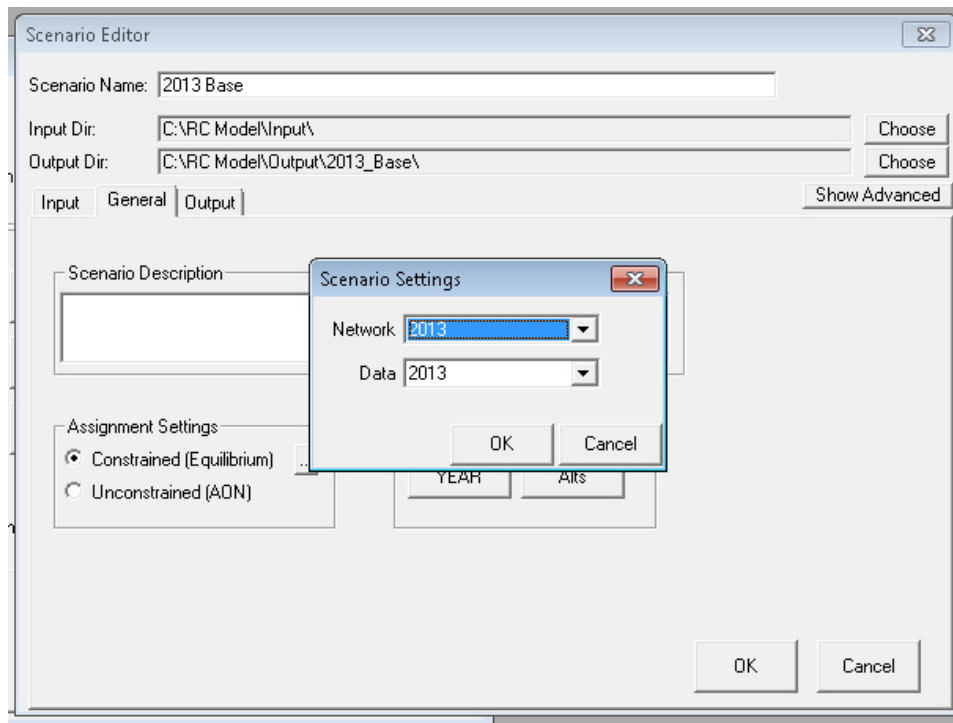 Scenario Editor
Scenario Name: 2013 Base
Input Dir: C:\RC Model\Input\ Choose
Output Dir: C:\RC Model\Output\2013_Base\ Choose
Input General Output Show Advanced
Scenario Description
Scenario Settings
Network 2013
Data 2013
OK Cancel
Assignment Settings
Constrained (Equilibrium) ...
Unconstrained (AON)
YEAR Alts
OK Cancel